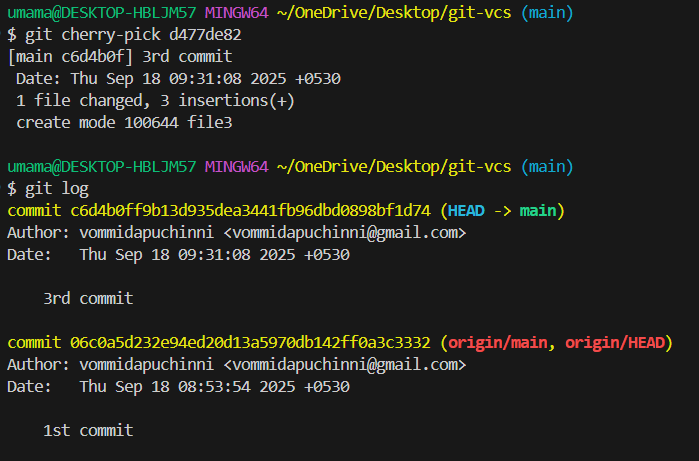 umama@DESKTOP-HBLJM57 MINGW64 ~/OneDrive/Desktop/git-vcs (main)
$ git cherry-pick d477de82
[main c6d4b0f] 3rd commit
 Date: Thu Sep 18 09:31:08 2025 +0530
 1 file changed, 3 insertions(+)
 create mode 100644 file3
umama@DESKTOP-HBLJM57 MINGW64 ~/OneDrive/Desktop/git-vcs (main)
$ git log
commit c6d4b0ff9b13d935dea3441fb96dbd0898bf1d74 (HEAD -> main)
Author: vommidapuchinni <vommidapuchinni@gmail.com>
Date:   Thu Sep 18 09:31:08 2025 +0530
    3rd commit
commit 06c0a5d232e94ed20d13a5970db142ff0a3c3332 (origin/main, origin/HEAD)
Author: vommidapuchinni <vommidapuchinni@gmail.com>
Date:   Thu Sep 18 08:53:54 2025 +0530
    1st commit